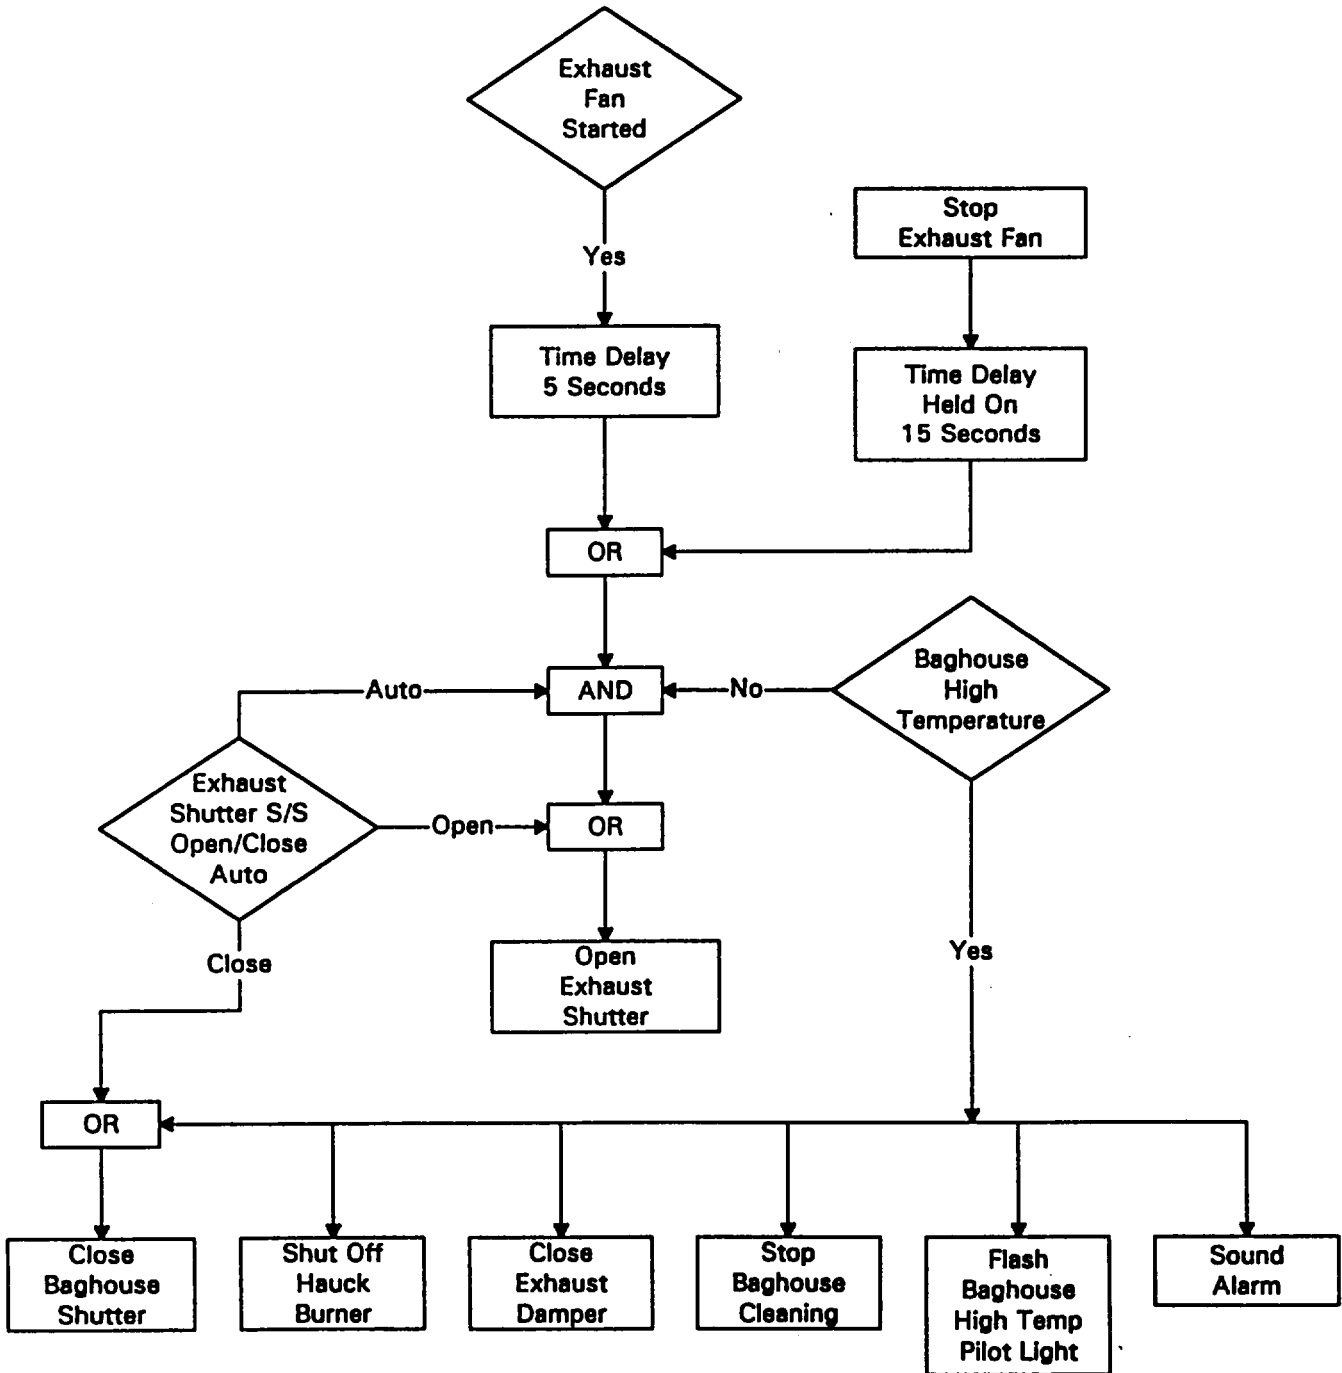 Exhaust
Fan
Started
Yes
Stop
Exhaust Fan
Time Delay
5 Seconds
Time Delay
Held On
15 Seconds
OR
Auto
AND
No
Baghouse
High
Temperature
Exhaust
Shutter S/S
Open/Close
Auto
Open
OR
Close
Open
Exhaust
Shutter
Yes
OR
Close
Baghouse
Shutter
Shut Off
Hauck
Burner
Close
Exhaust
Damper
Stop
Baghouse
Cleaning
Flash
Baghouse
High Temp
Pilot Light
Sound
Alarm